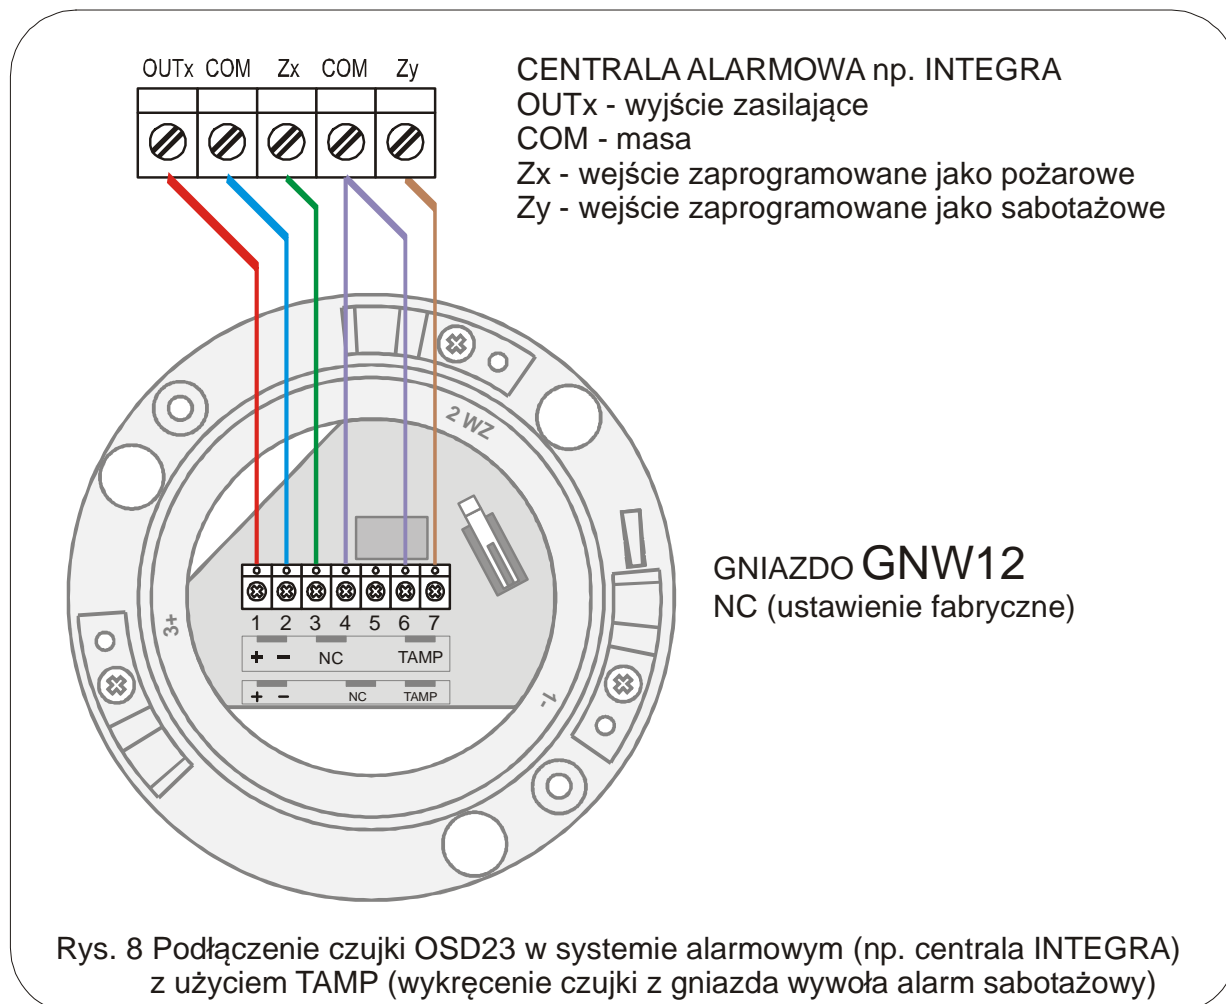 OUTx COM Zx COM Zy
CENTRALA ALARMOWA np. INTEGRA
OUTx - wyjście zasilające
COM - masa
Zx - wejście zaprogramowane jako pożarowe
Zy - wejście zaprogramowane jako sabotażowe
2 WZ
3+
1-
1 2 3 4 5 6 7
+ - NC TAMP
+ - NC TAMP
GNIAZDO GNW12
NC (ustawienie fabryczne)
Rys. 8 Podłączenie czujki OSD23 w systemie alarmowym (np. centrala INTEGRA)
z użyciem TAMP (wykręcenie czujki z gniazda wywoła alarm sabotażowy)